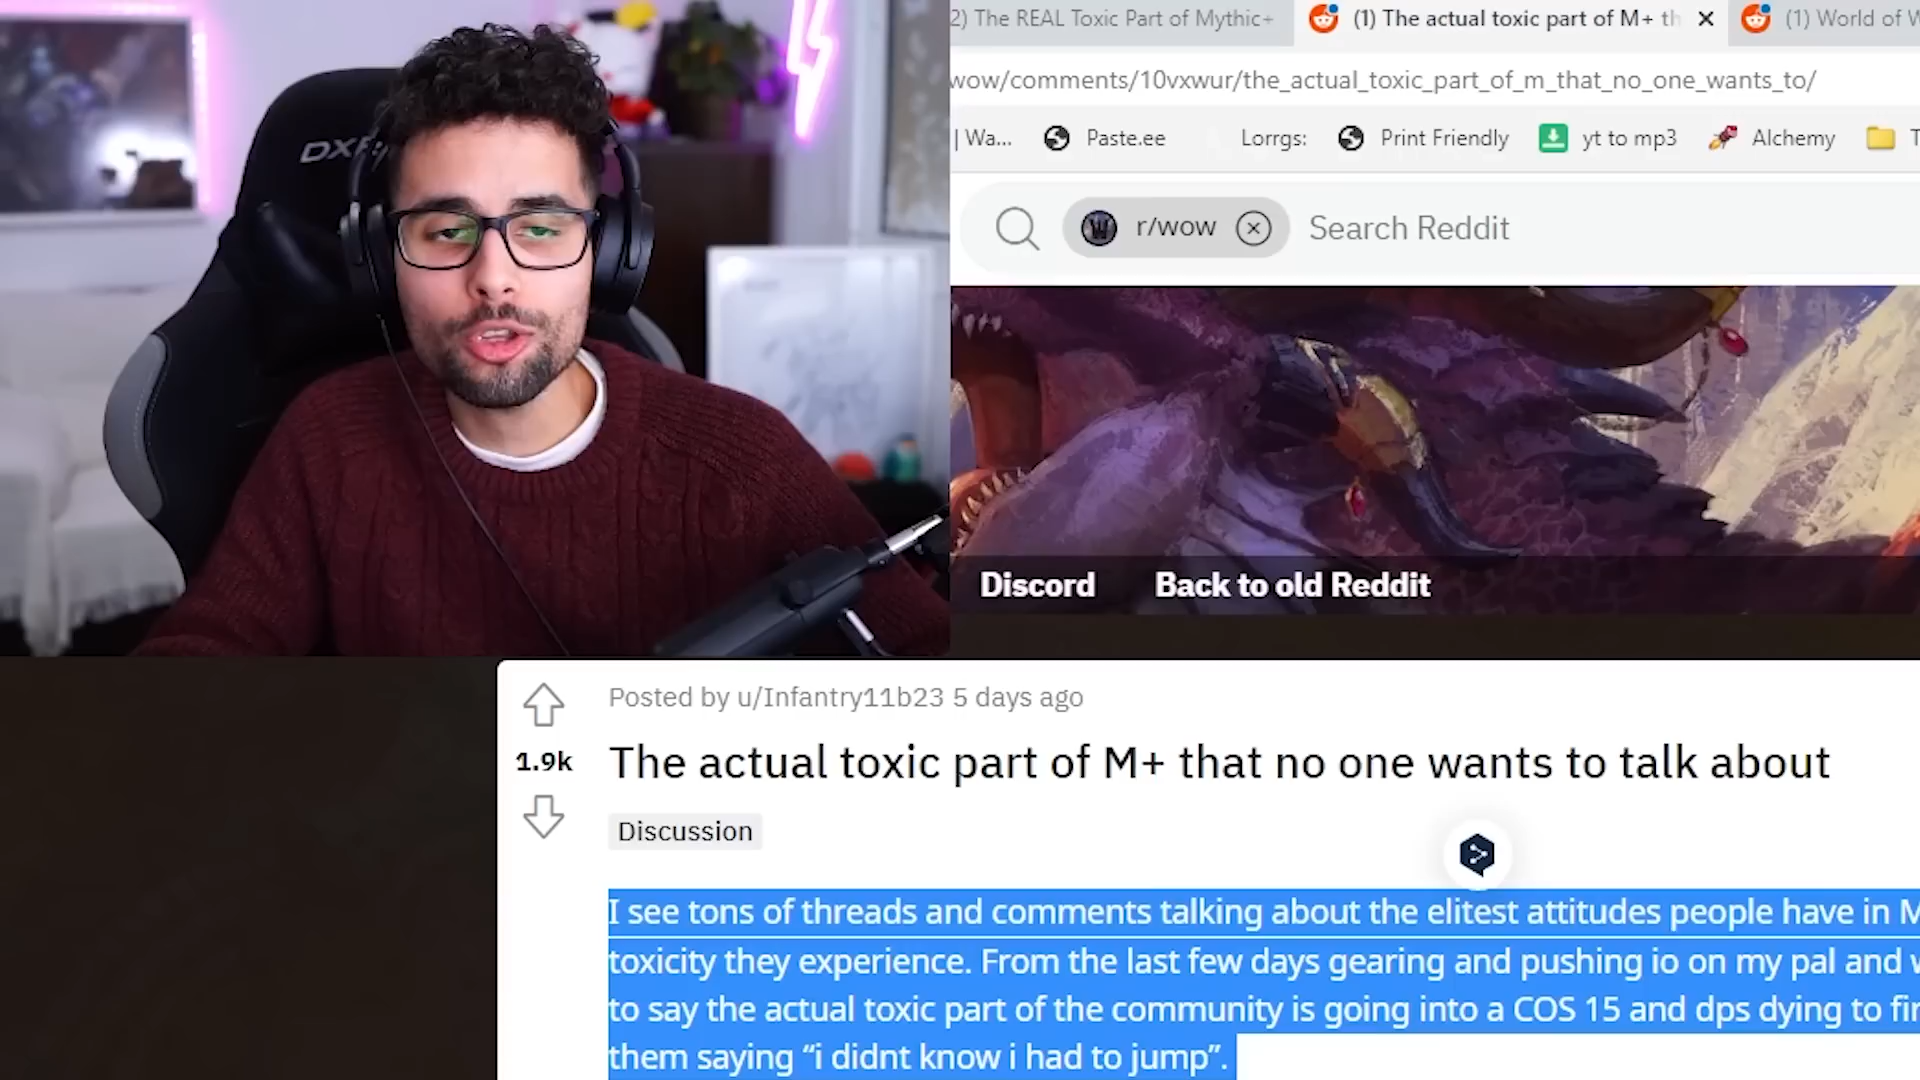 2) The REAL Toxic Part of Mythic+
(1) The actual toxic part of M+ th
(1) World of W
wow/comments/10vxwur/the_actual_toxic_part_of_m_that_no_one_wants_to/
| Wa...
Paste.ee
Lorrgs:
Print Friendly
yt to mp3
Alchemy
T
r/wow
Search Reddit
Discord
Back to old Reddit
Posted by u/Infantry11b23 5 days ago
1.9k
The actual toxic part of M+ that no one wants to talk about
Discussion
I see tons of threads and comments talking about the elitest attitudes people have in M
toxicity they experience. From the last few days gearing and pushing io on my pal and w
to say the actual toxic part of the community is going into a COS 15 and dps dying to fir
them saying “i didnt know i had to jump”.